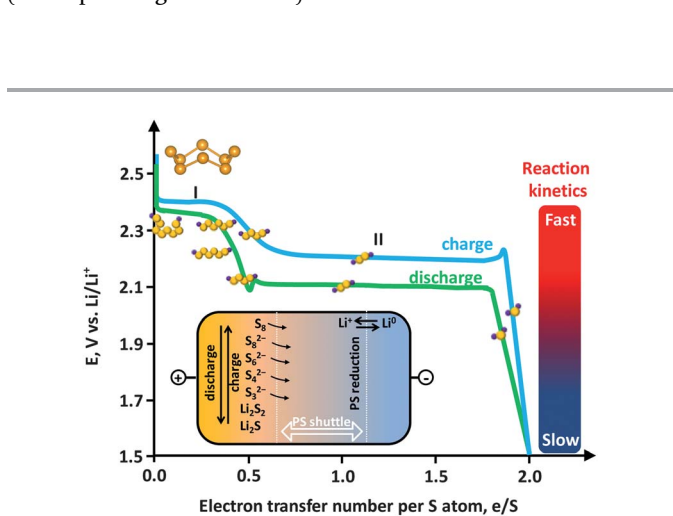 Reaction
kinetics
Fast
Slow
E, V vs. Li/Li⁺
2.5
2.3
2.1
1.9
1.7
1.5
I
II
charge
discharge
discharge
charge
S₈
S₈²⁻
S₆²⁻
S₄²⁻
S₃²⁻
Li₂S₂
Li₂S
Li⁺ Li⁰
PS reduction
PS shuttle
+
-
0.0 0.5 1.0 1.5 2.0
Electron transfer number per S atom, e/S